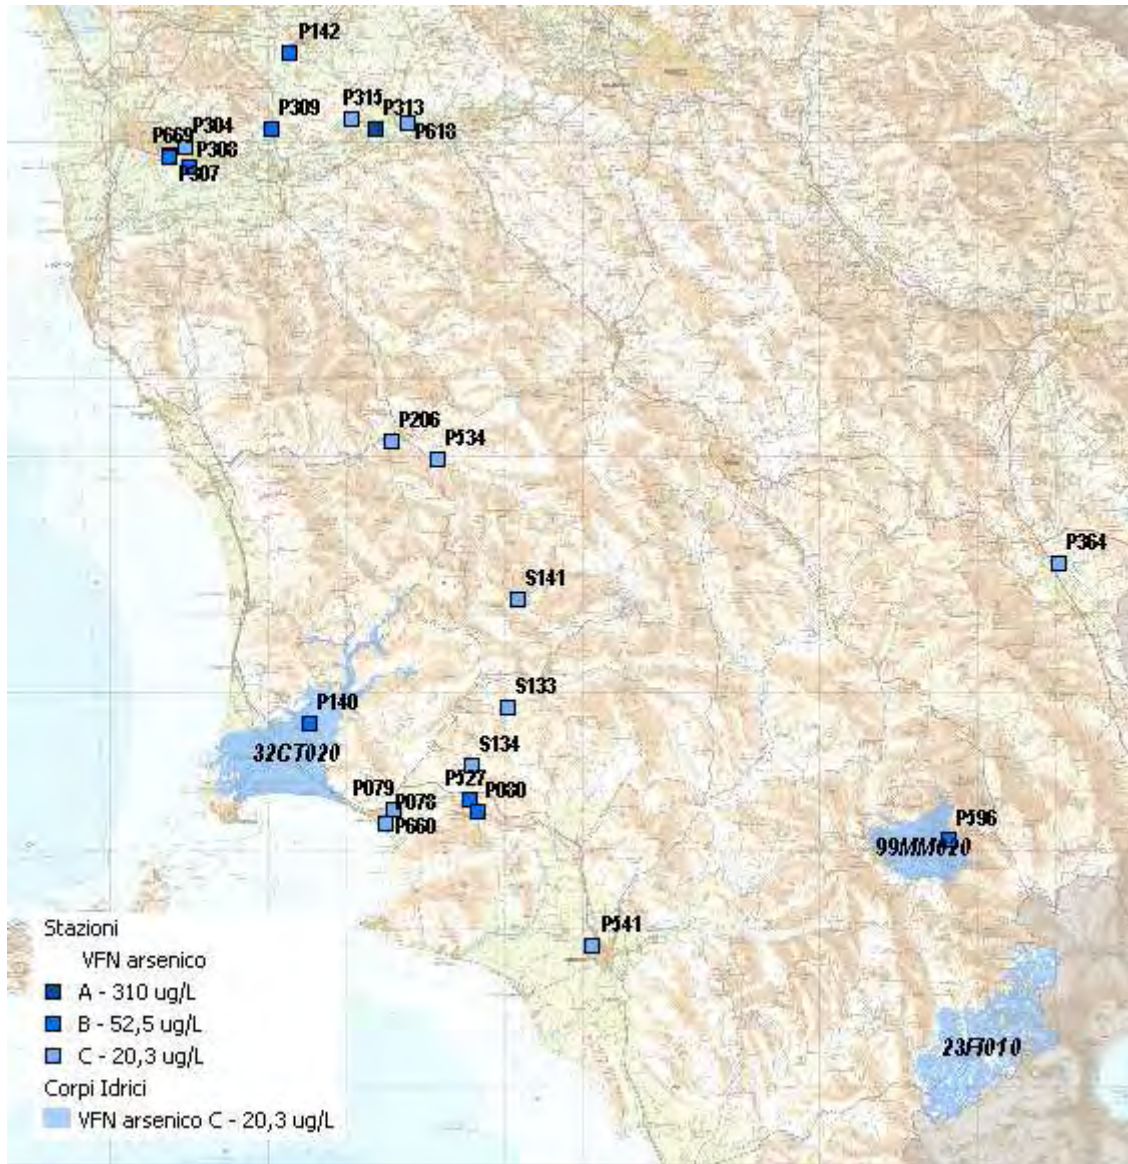 P142
P315
P313
P309
P618
P304
P669
P308
P307
P206
P534
P364
S141
S133
P140
32CT020
S134
P527
P080
P079
P078
P660
P596
99MM020
P541
23FI010
Stazioni
VFN arsenico
A - 310 ug/L
B - 52,5 ug/L
C - 20,3 ug/L
Corpi Idrici
VFN arsenico C - 20,3 ug/L